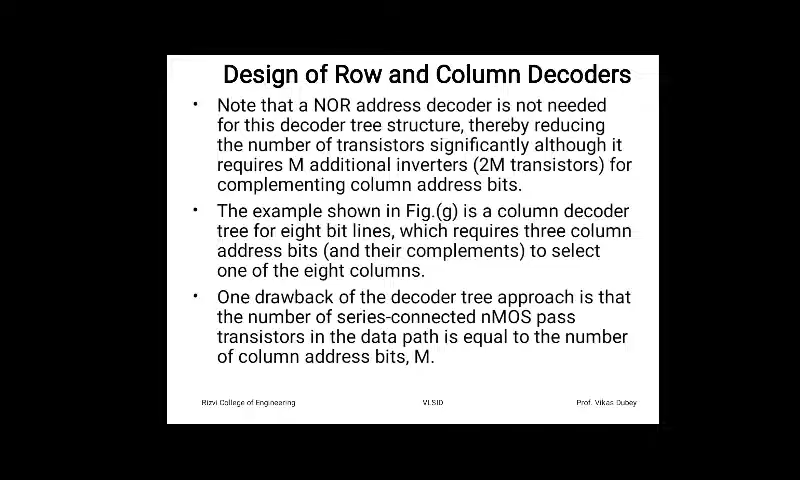 Design of Row and Column Decoders
• Note that a NOR address decoder is not needed
for this decoder tree structure, thereby reducing
the number of transistors significantly although it
requires M additional inverters (2M transistors) for
complementing column address bits.
• The example shown in Fig.(g) is a column decoder
tree for eight bit lines, which requires three column
address bits (and their complements) to select
one of the eight columns.
• One drawback of the decoder tree approach is that
the number of series-connected nMOS pass
transistors in the data path is equal to the number
of column address bits, M.
Rizvi College of Engineering VLSID Prof. Vikas Dubey